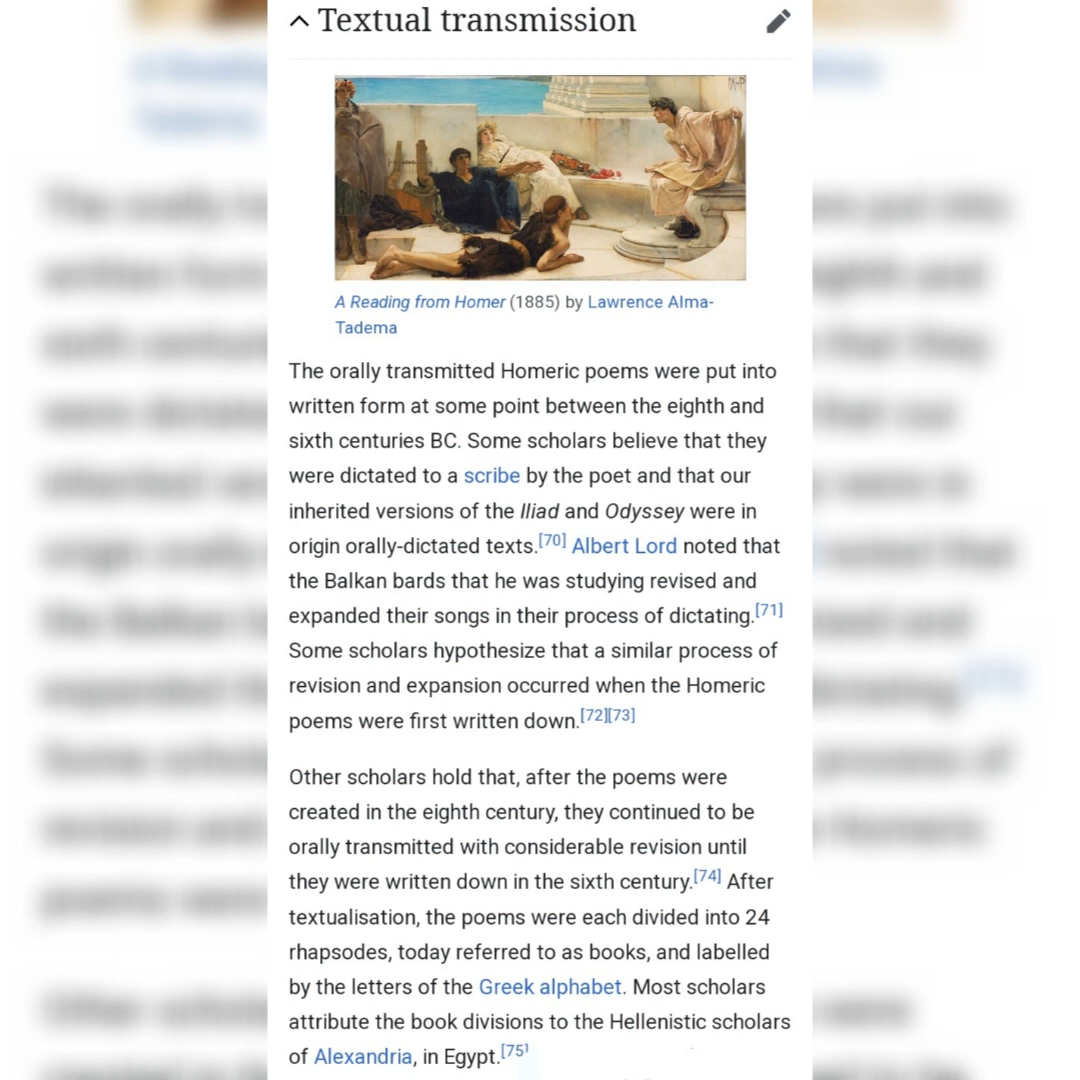 Textual transmission
A Reading from Homer (1885) by Lawrence Alma-
Tadema
The orally transmitted Homeric poems were put into
written form at some point between the eighth and
sixth centuries BC. Some scholars believe that they
were dictated to a scribe by the poet and that our
inherited versions of the Iliad and Odyssey were in
origin orally-dictated texts.[70] Albert Lord noted that
the Balkan bards that he was studying revised and
expanded their songs in their process of dictating.[71]
Some scholars hypothesize that a similar process of
revision and expansion occurred when the Homeric
poems were first written down.[72][73]
Other scholars hold that, after the poems were
created in the eighth century, they continued to be
orally transmitted with considerable revision until
they were written down in the sixth century.[74] After
textualisation, the poems were each divided into 24
rhapsodes, today referred to as books, and labelled
by the letters of the Greek alphabet. Most scholars
attribute the book divisions to the Hellenistic scholars
of Alexandria, in Egypt.[75]